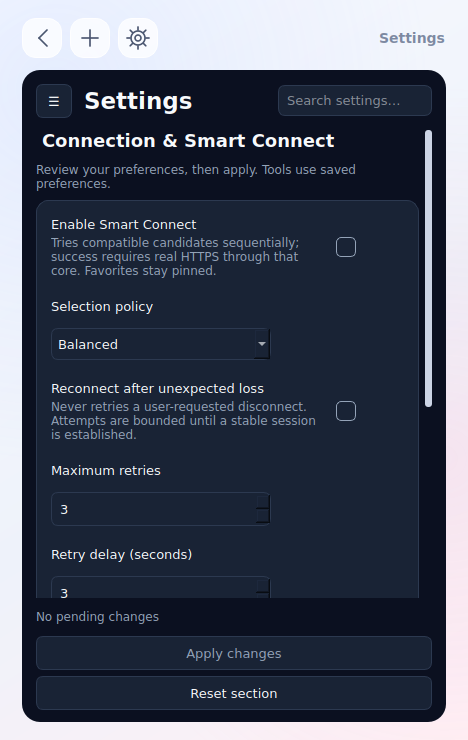 Settings
Settings
Search settings...
Connection & Smart Connect
Review your preferences, then apply. Tools use saved
preferences.
Enable Smart Connect
Tries compatible candidates sequentially;
success requires real HTTPS through that
core. Favorites stay pinned.
Selection policy
Balanced
Reconnect after unexpected loss
Never retries a user-requested disconnect.
Attempts are bounded until a stable session
is established.
Maximum retries
3
Retry delay (seconds)
3
No pending changes
Apply changes
Reset section